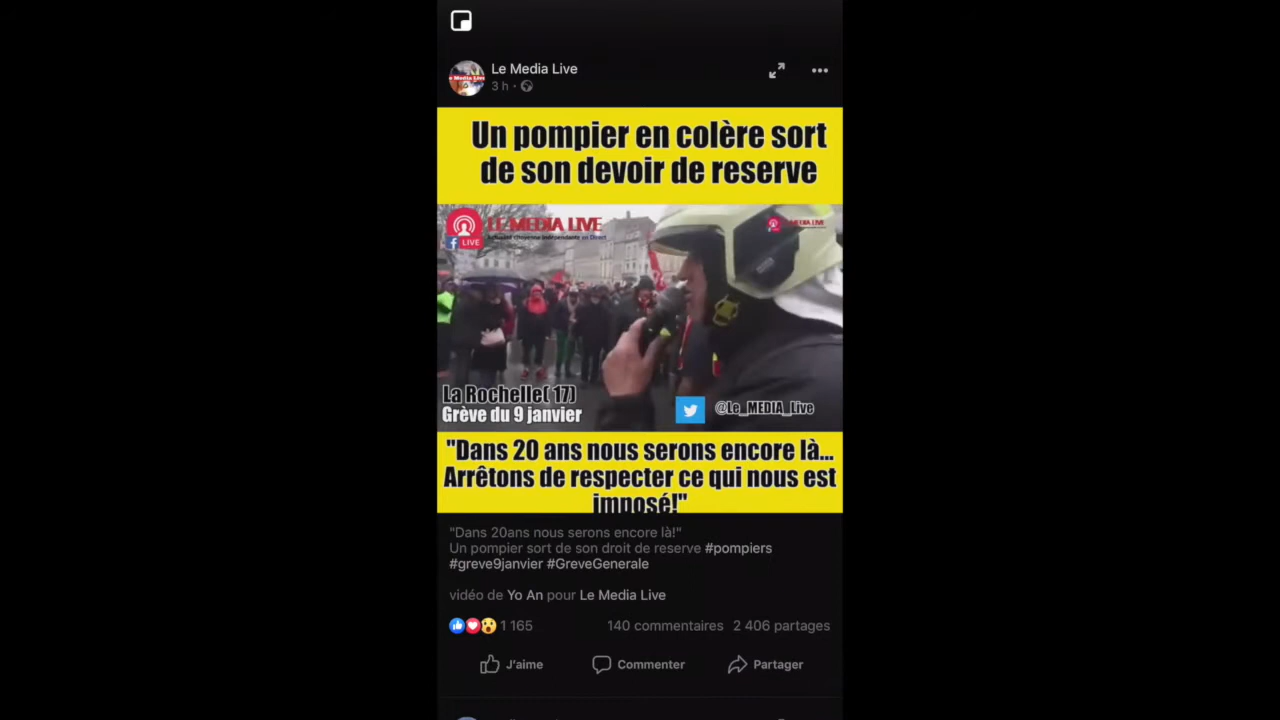 Le Media Live
3 h
Un pompier en colère sort
de son devoir de reserve
LE MEDIA LIVE
LIVE
en Direct
La Rochelle( 17)
Grève du 9 janvier
@Le_MEDIA_Live
"Dans 20 ans nous serons encore là...
Arrêtons de respecter ce qui nous est
imposé!"
"Dans 20ans nous serons encore là!"
Un pompier sort de son droit de reserve #pompiers
#greve9janvier #GreveGenerale
vidéo de Yo An pour Le Media Live
1 165 140 commentaires 2 406 partages
J'aime Commenter Partager